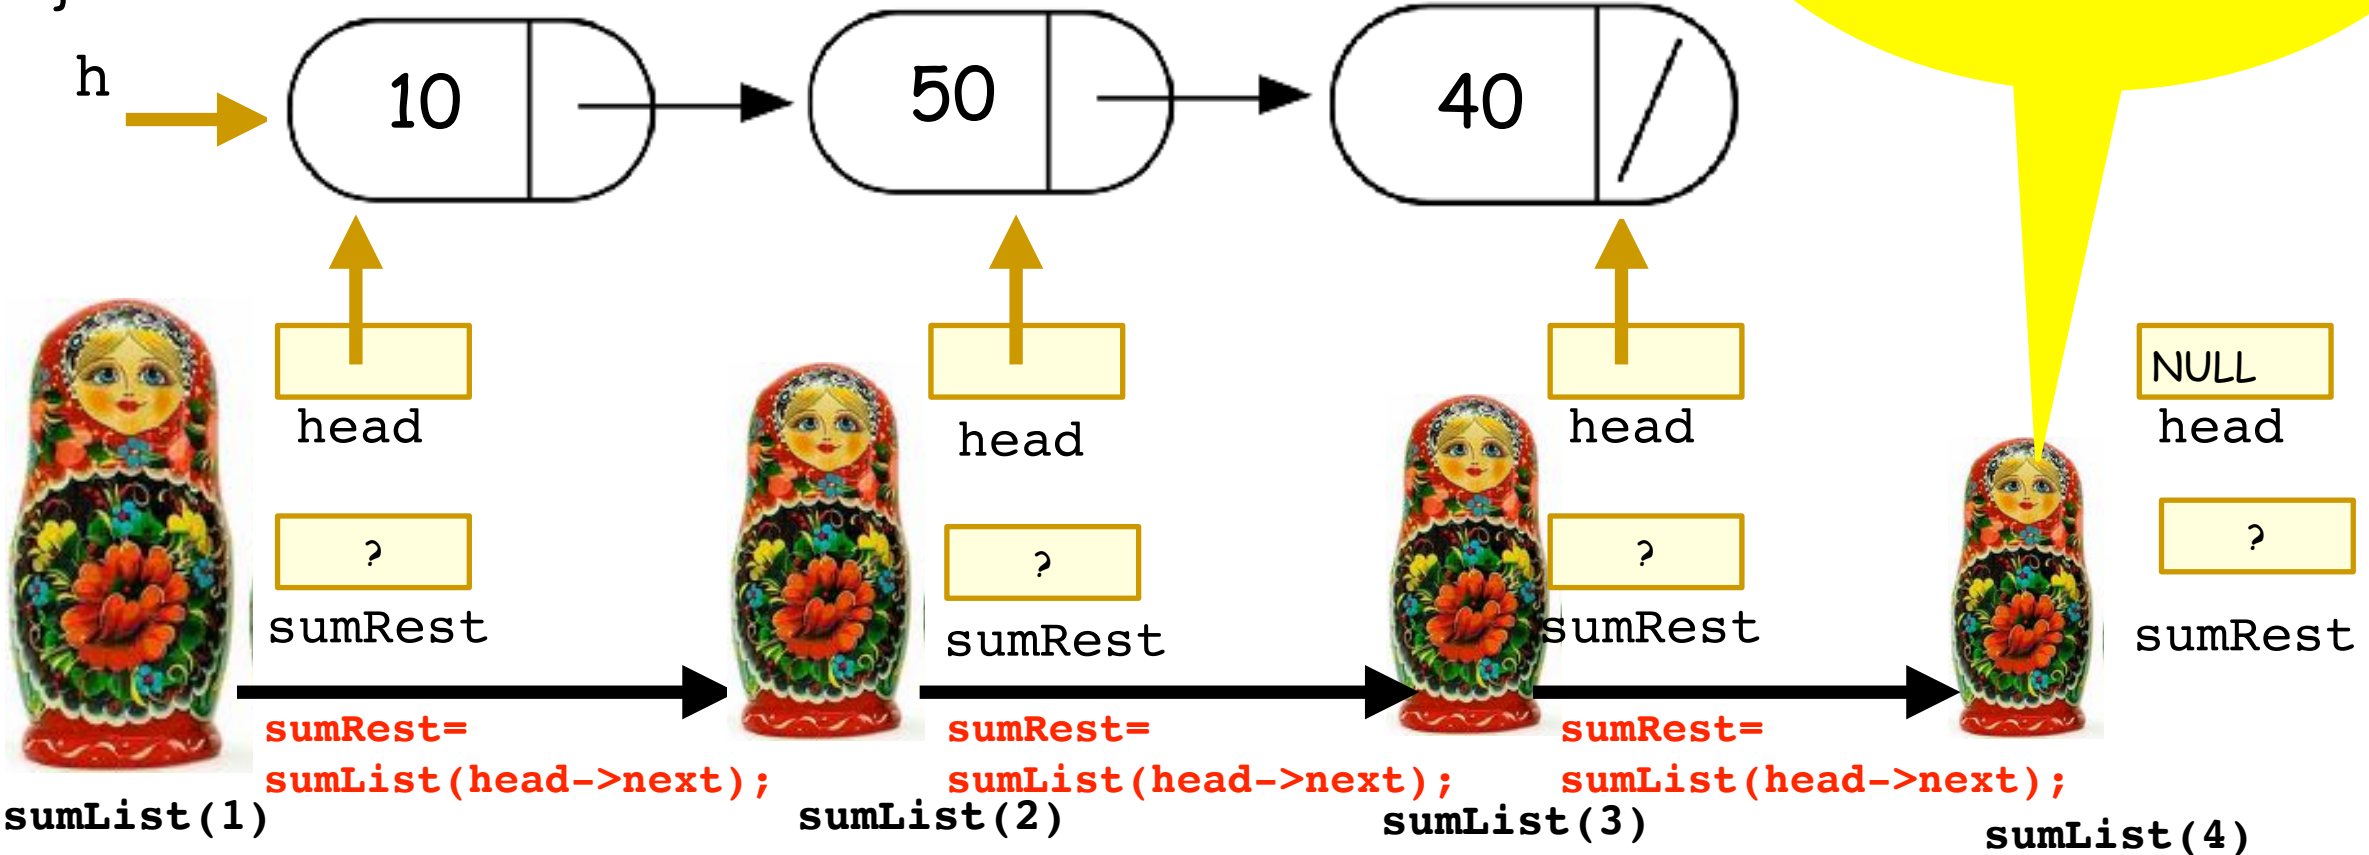 }
h
10
50
40
NULL
head
head
head
head
?
?
?
?
sumRest
sumRest
sumRest
sumRest
sumRest=
sumList(head->next);
sumRest=
sumList(head->next);
sumRest=
sumList(head->next);
sumList(1)
sumList(2)
sumList(3)
sumList(4)